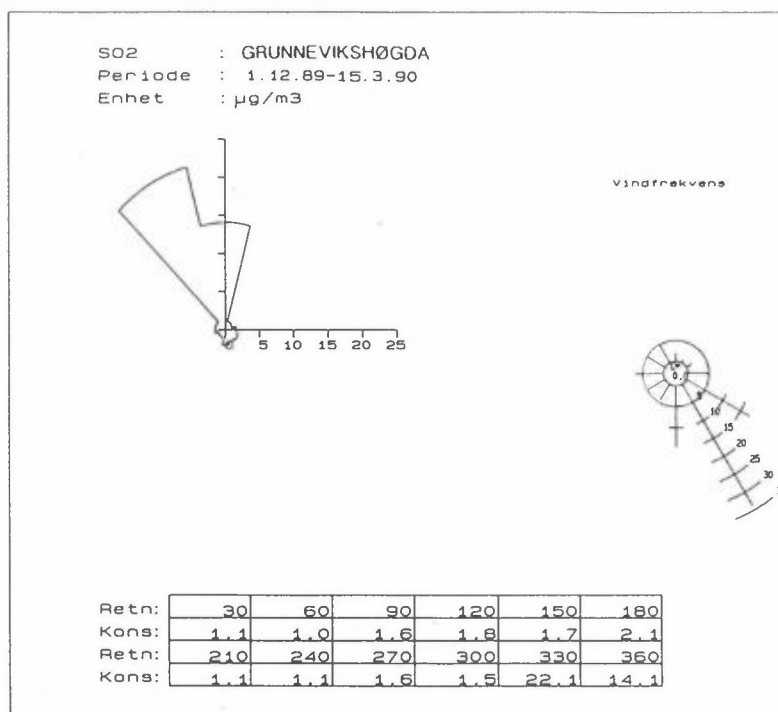 SO2 : GRUNNEVIKSHØGDA
Periode : 1.12.89-15.3.90
Enhet : µg/m3
Vindfrekvens
5 10 15 20 25
0.
5
10
15
20
25
30
Retn: 30 60 90 120 150 180
Kons: 1.1 1.0 1.6 1.8 1.7 2.1
Retn: 210 240 270 300 330 360
Kons: 1.1 1.1 1.6 1.5 22.1 14.1